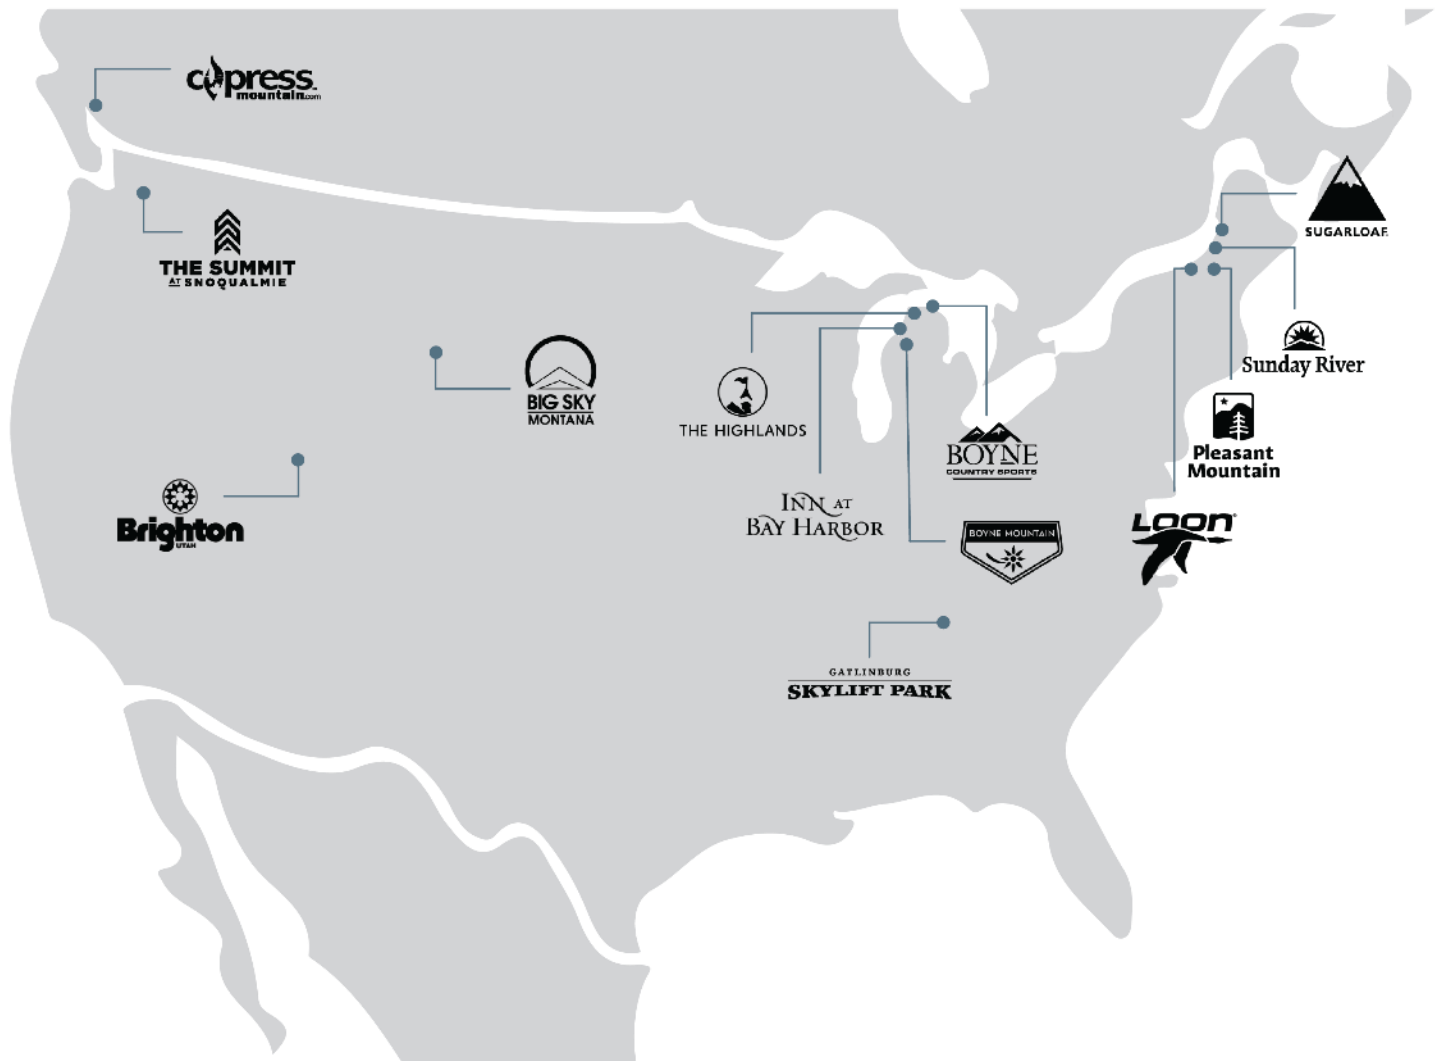 cypress
mountain.com
THE SUMMIT
AT SNOQUALMIE
BIG SKY
MONTANA
Brighton
UTAH
THE HIGHLANDS
INN AT
BAY HARBOR
BOYNE
COUNTRY SPORTS
BOYNE MOUNTAIN
GATLINBURG
SKYLIFT PARK
SUGARLOAF
Sunday River
Pleasant
Mountain
LOON